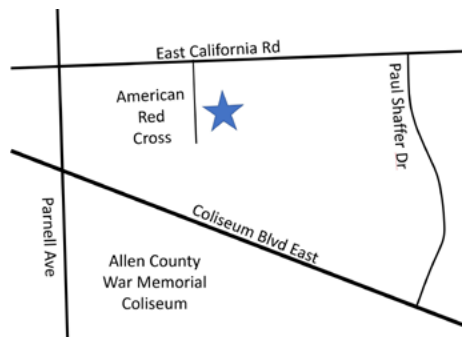 East California Rd
American
Red
Cross
Paul Shaffer Dr
Coliseum Blvd East
Parnell Ave
Allen County
War Memorial
Coliseum